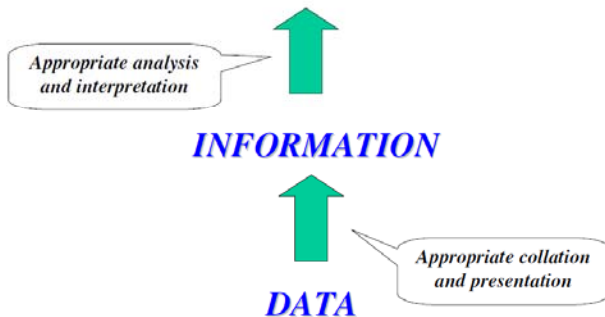 Appropriate analysis
and interpretation
INFORMATION
Appropriate collation
and presentation
DATA